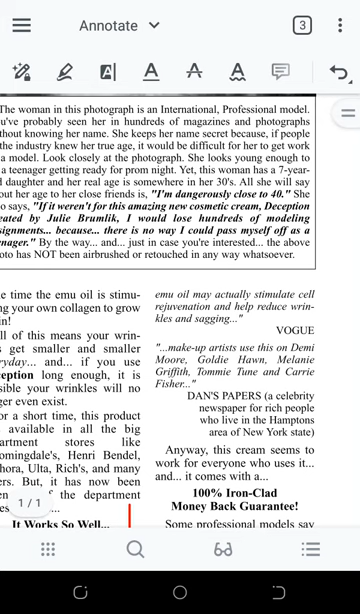 Annotate
3
The woman in this photograph is an International, Professional model.
u've probably seen her in hundreds of magazines and photographs
thout knowing her name. She keeps her name secret because, if people
the industry knew her true age, it would be difficult for her to get work
a model. Look closely at the photograph. She looks young enough to
a teenager getting ready for prom night. Yet, this woman has a 7-year-
d daughter and her real age is somewhere in her 30's. All she will say
out her age to her close friends is, "I'm dangerously close to 40." She
o says, "If it weren't for this amazing new cosmetic cream, Deception
eated by Julie Brumlik, I would lose hundreds of modeling
signments... because... there is no way I could pass myself off as a
enager." By the way... and... just in case you're interested... the above
oto has NOT been airbrushed or retouched in any way whatsoever.
e time the emu oil is stimu-
ng your own collagen to grow
in!
ll of this means your wrin-
s get smaller and smaller
ryday... and... if you use
ception long enough, it is
sible your wrinkles will no
ger even exist.
or a short time, this product
s available in all the big
artment stores like
omingdale's, Henri Bendel,
hora, Ulta, Rich's, and many
ers. But, it has now been
en of the department
es
...
1 / 1
It Works So Well...
emu oil may actually stimulate cell
rejuvenation and help reduce wrin-
kles and sagging..."
VOGUE
"...make-up artists use this on Demi
Moore, Goldie Hawn, Melanie
Griffith, Tommie Tune and Carrie
Fisher..."
DAN'S PAPERS (a celebrity
newspaper for rich people
who live in the Hamptons
area of New York state)
Anyway, this cream seems to
work for everyone who uses it...
and... it comes with a...
100% Iron-Clad
Money Back Guarantee!
Some professional models say